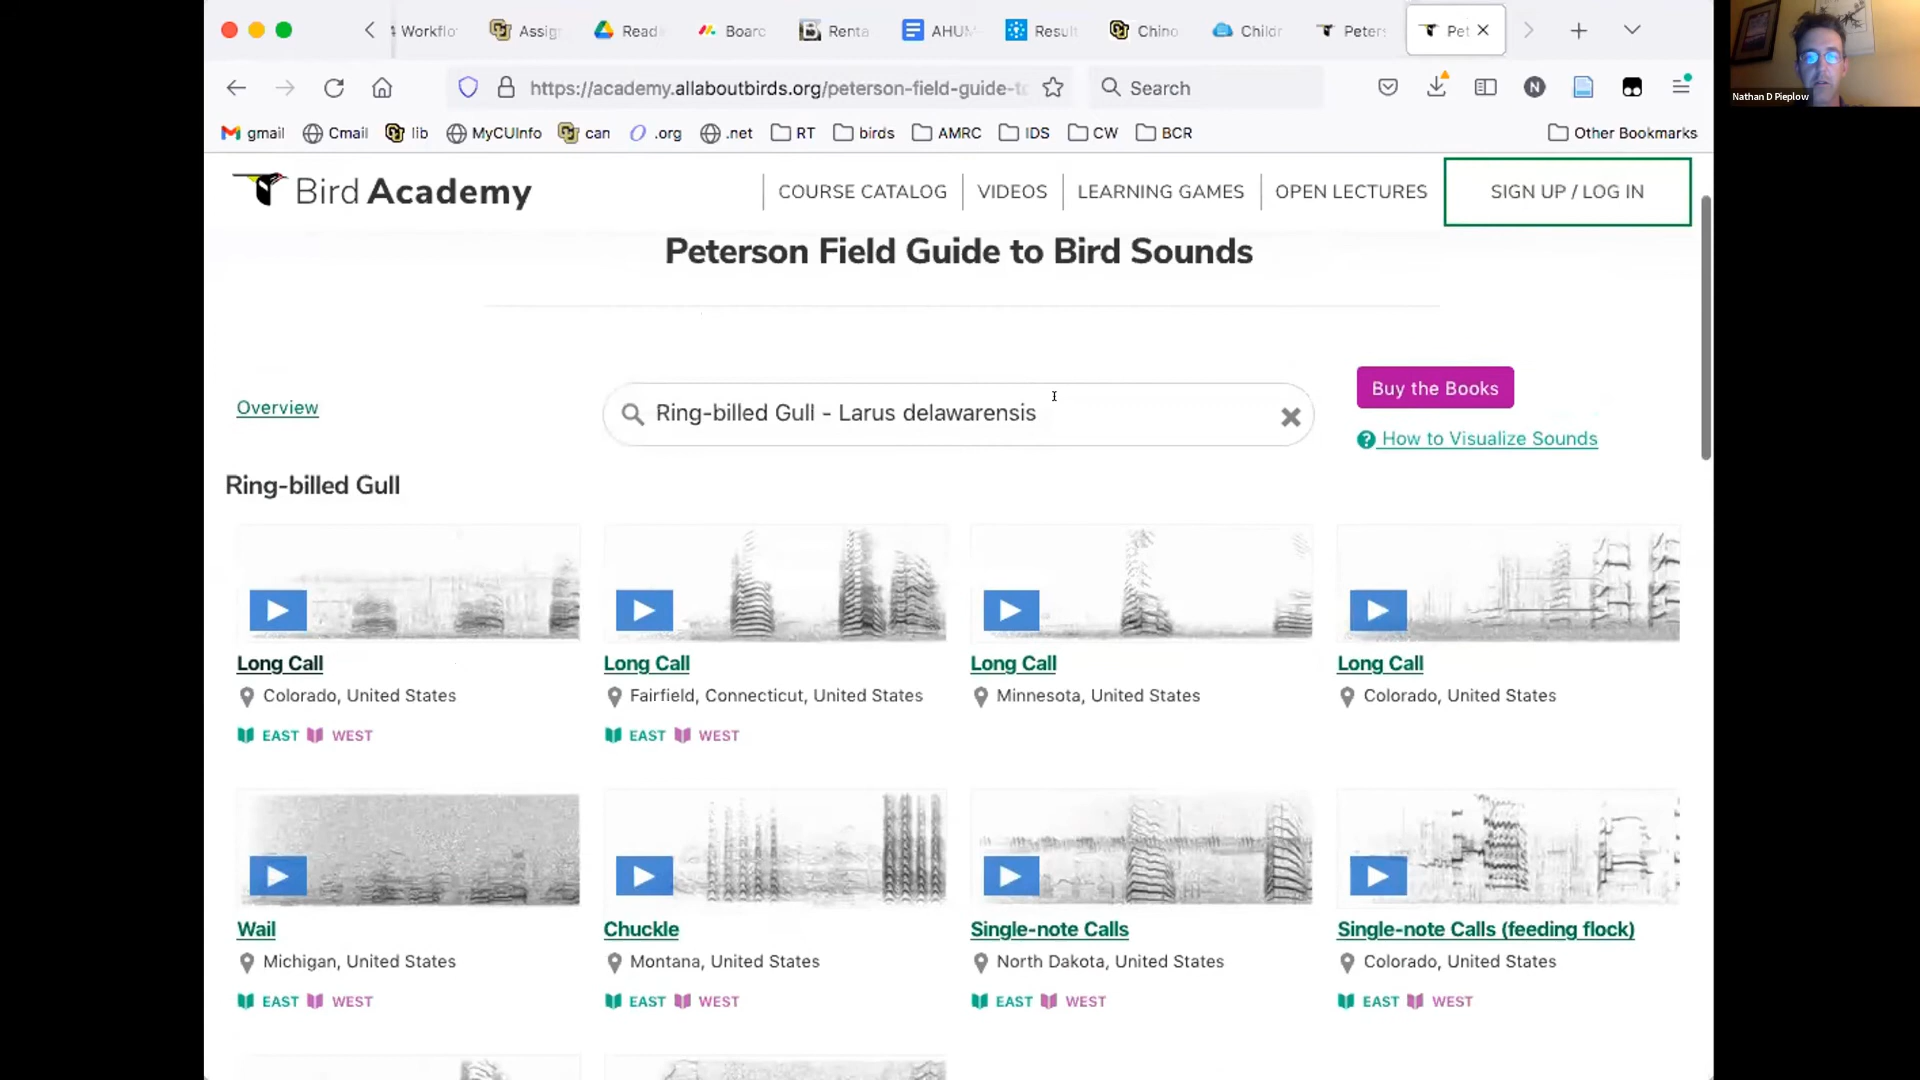 Workflo
Assig
Read
Boarc
Renta
AHUM
Result
Chino
Childr
Peters
Pet
https://academy.allaboutbirds.org/peterson-field-guide-to
Search
N
gmail
Cmail
lib
MyCUInfo
can
.org
.net
RT
birds
AMRC
IDS
CW
BCR
Other Bookmarks
Nathan D Pieplow
Bird Academy
COURSE CATALOG
VIDEOS
LEARNING GAMES
OPEN LECTURES
SIGN UP / LOG IN
Peterson Field Guide to Bird Sounds
Overview
Ring-billed Gull - Larus delawarensis
Buy the Books
? How to Visualize Sounds
Ring-billed Gull
Long Call
Long Call
Long Call
Long Call
Colorado, United States
Fairfield, Connecticut, United States
Minnesota, United States
Colorado, United States
EAST WEST
EAST WEST
Wail
Chuckle
Single-note Calls
Single-note Calls (feeding flock)
Michigan, United States
Montana, United States
North Dakota, United States
Colorado, United States
EAST WEST
EAST WEST
EAST WEST
EAST WEST